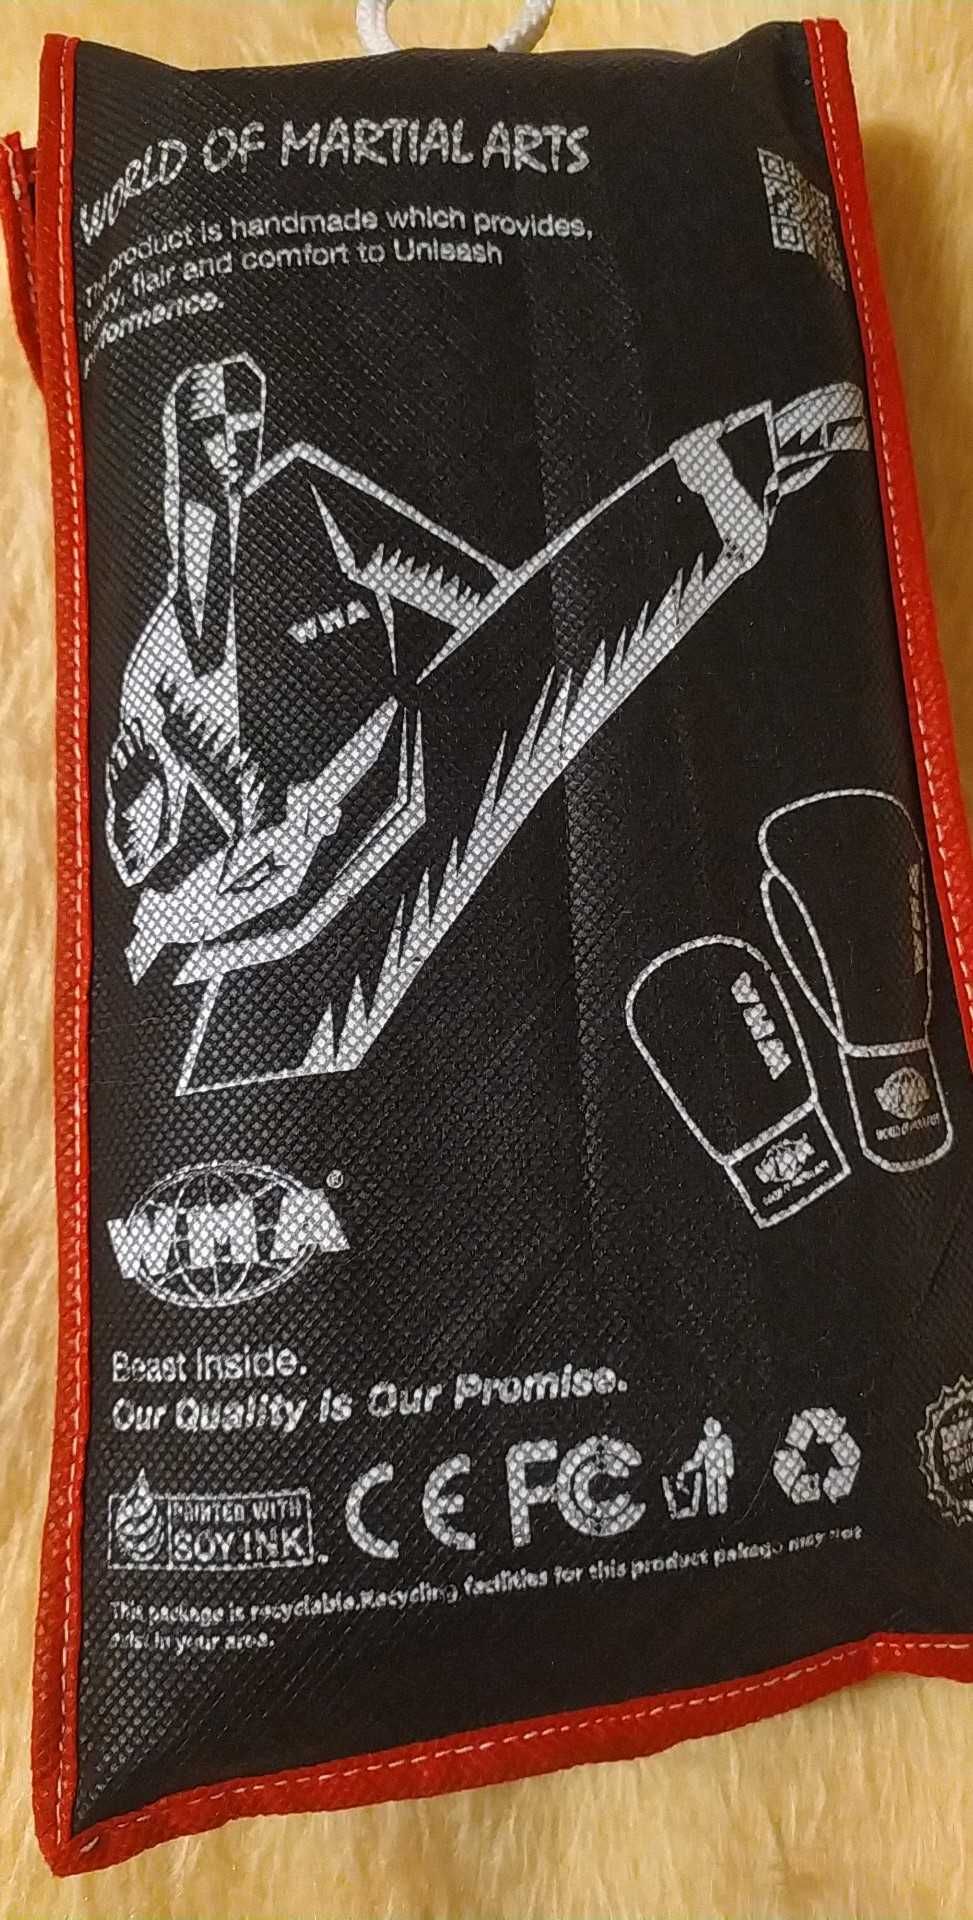 WORLD OF MARTIAL ARTS
product is handmade which provides,
flair and comfort to Unleash
WMA
WMA
WMA
WMA ®
Beast Inside.
Our Quality is Our Promise.
PRINTED WITH
SOY INK
CE FC
This package is recyclable.Recycling facilities for this product may not
exist in your area.